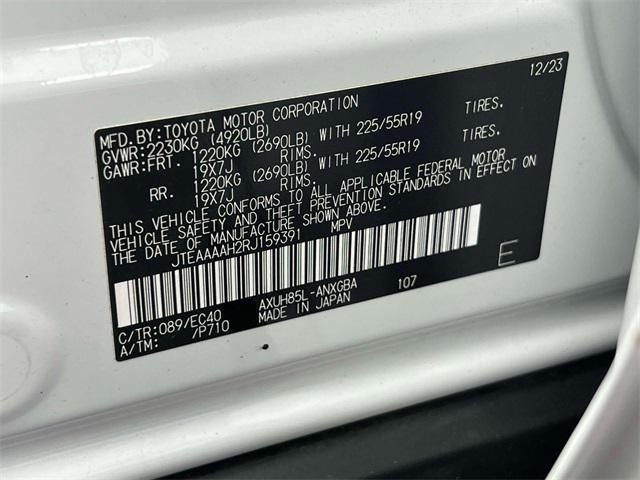 MFD.BY:TOYOTA MOTOR CORPORATION 12/23
GVWR:2230KG (4920LB)
GAWR:FRT. 1220KG (2690LB) WITH 225/55R19 TIRES.
19X7J RIMS.
RR. 1220KG (2690LB) WITH 225/55R19 TIRES.
19X7J RIMS.
THIS VEHICLE CONFORMS TO ALL APPLICABLE FEDERAL MOTOR
VEHICLE SAFETY AND THEFT PREVENTION STANDARDS IN EFFECT ON
THE DATE OF MANUFACTURE SHOWN ABOVE.
JTEAAAAH2RJ159391 MPV
E
C/TR:089/EC40 AXUH85L-ANXGBA 107
A/TM: /P710 MADE IN JAPAN